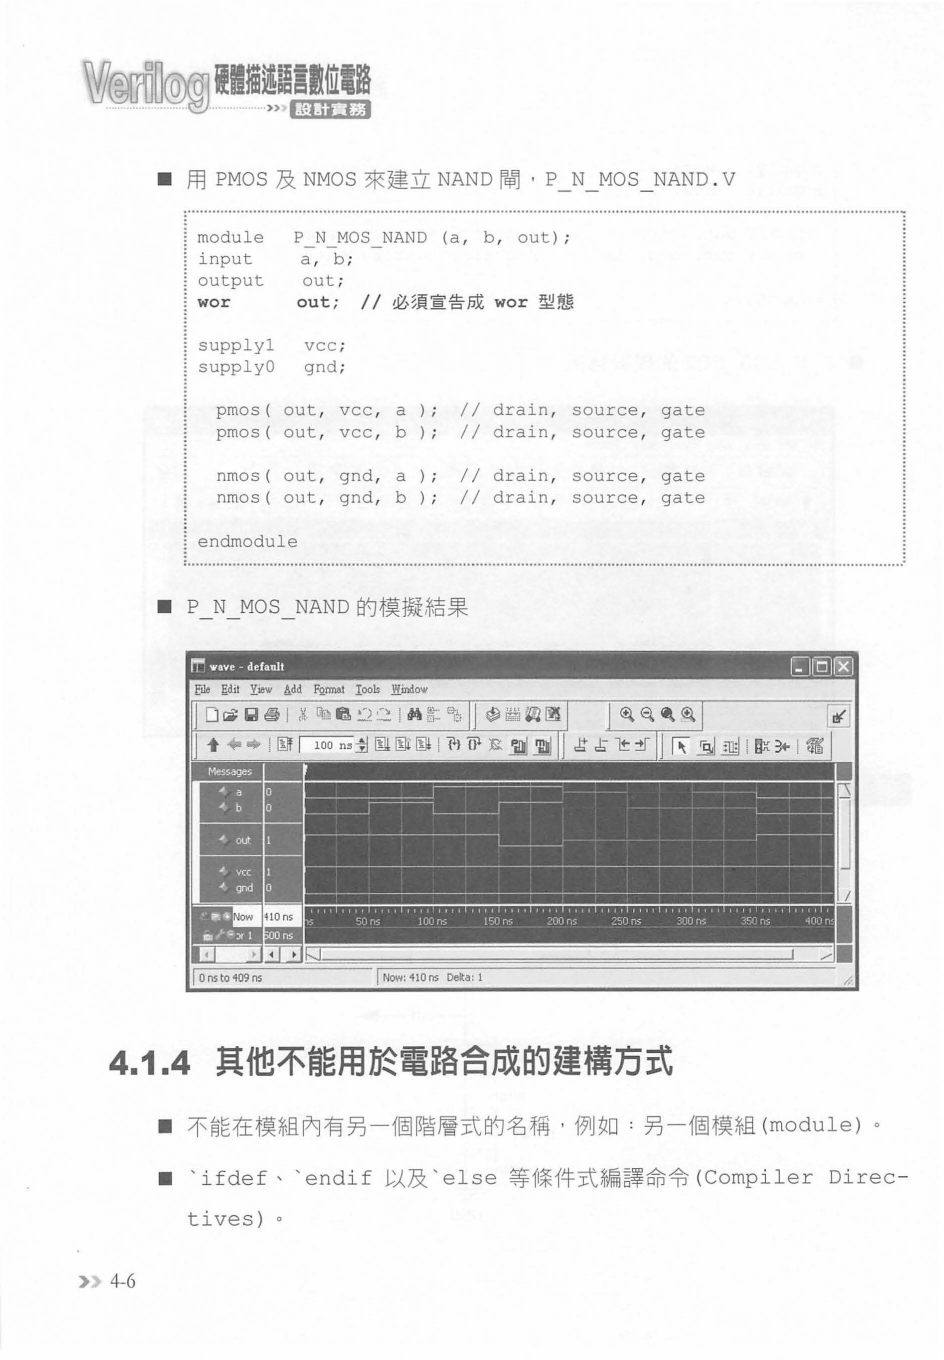 Verilog 硬體描述語言數位電路
設計實務
■ 用 PMOS 及 NMOS 來建立 NAND 閘，P_N_MOS_NAND.V
module P_N_MOS_NAND (a, b, out);
input a, b;
output out;
wor out; // 必須宣告成 wor 型態
supply1 vcc;
supply0 gnd;
pmos( out, vcc, a ); // drain, source, gate
pmos( out, vcc, b ); // drain, source, gate
nmos( out, gnd, a ); // drain, source, gate
nmos( out, gnd, b ); // drain, source, gate
endmodule
■ P_N_MOS_NAND 的模擬結果
wave - default
File Edit View Add Format Tools Window
100 ns
Messages
a 0
b 0
out 1
vcc 1
gnd 0
Now 410 ns
50 ns 100 ns 150 ns 200 ns 250 ns 300 ns 350 ns 400 ns
or 1
0 ns to 409 ns Now: 410 ns Delta: 1
4.1.4 其他不能用於電路合成的建構方式
■ 不能在模組內有另一個階層式的名稱，例如：另一個模組(module)。
■ `ifdef、`endif 以及`else 等條件式編譯命令(Compiler Direc-
tives)。
4-6